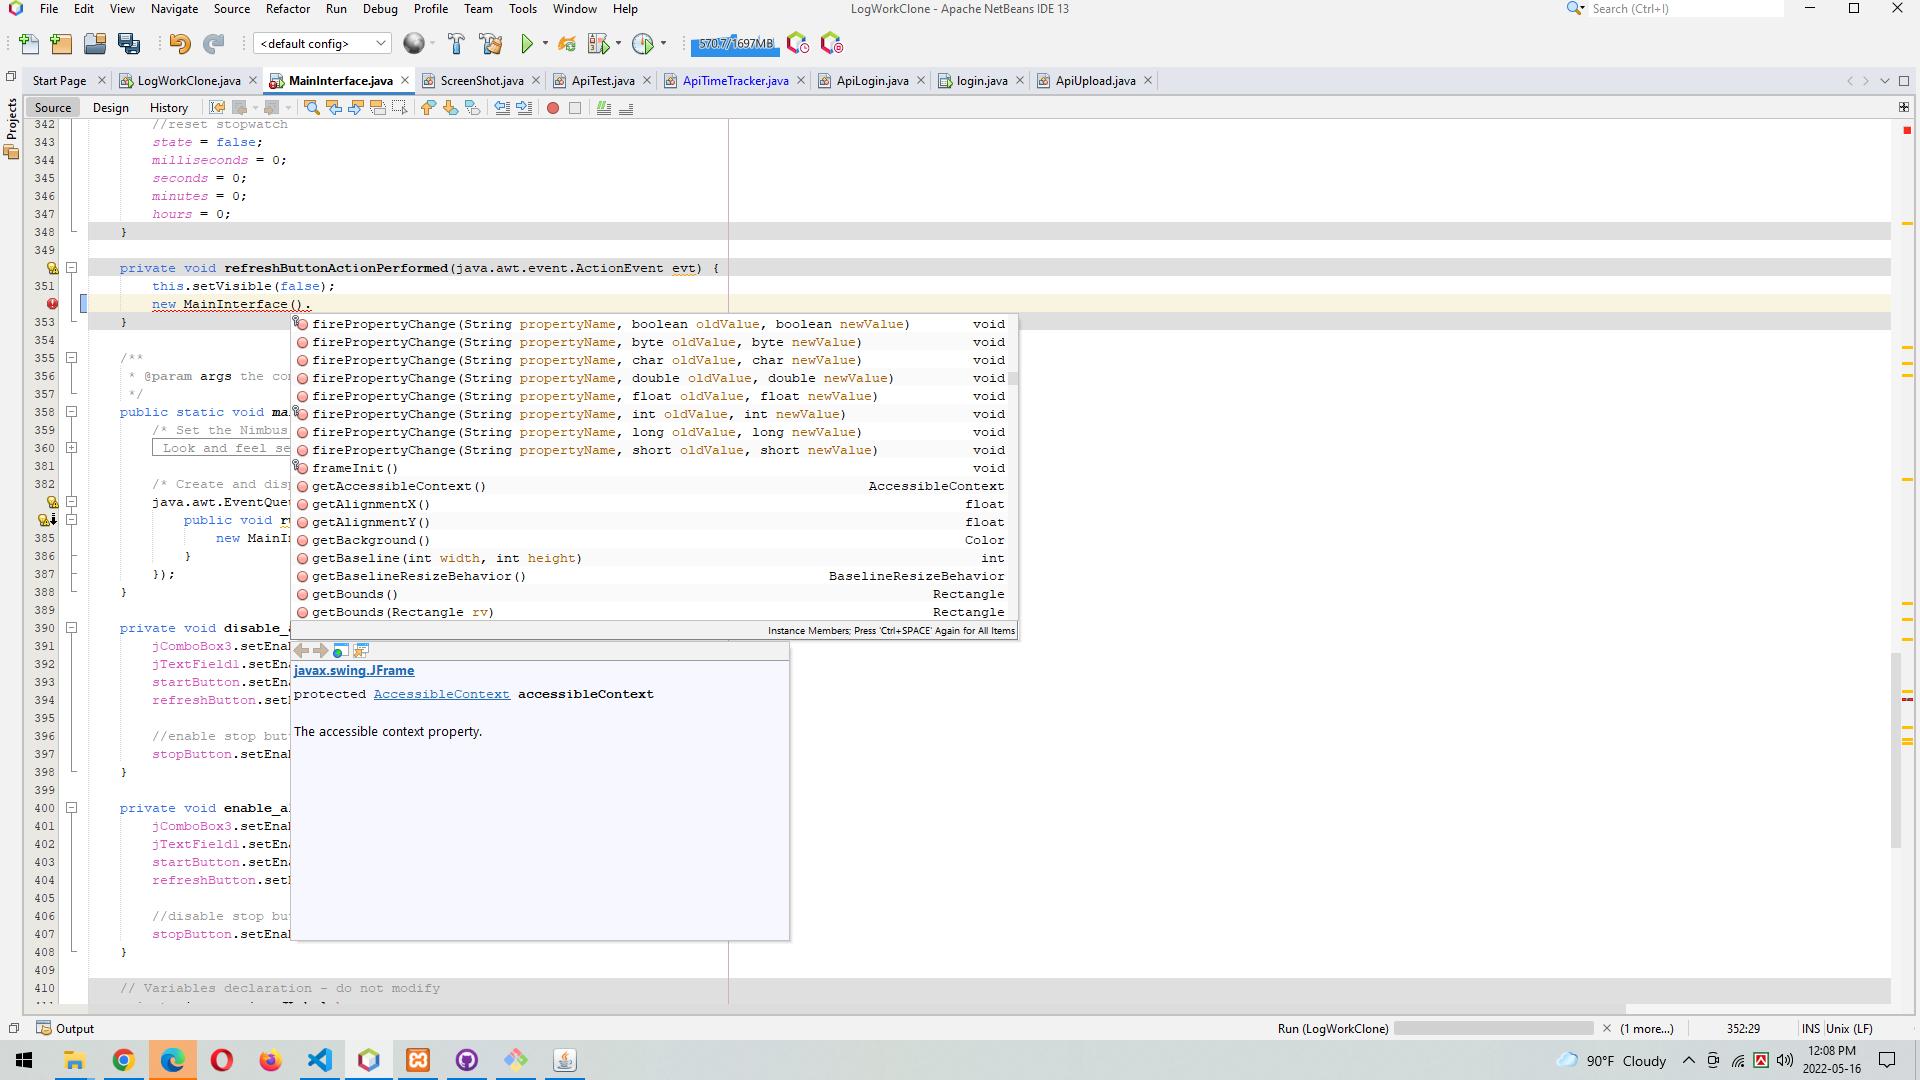 File Edit View Navigate Source Refactor Run Debug Profile Team Tools Window Help
LogWorkClone - Apache NetBeans IDE 13
Search (Ctrl+I)
<default config>
570.7/1697MB
Start Page
LogWorkClone.java
MainInterface.java
ScreenShot.java
ApiTest.java
ApiTimeTracker.java
ApiLogin.java
login.java
ApiUpload.java
Projects
Source Design History
342 //reset stopwatch
343 state = false;
344 milliseconds = 0;
345 seconds = 0;
346 minutes = 0;
347 hours = 0;
348 }
349
private void refreshButtonActionPerformed(java.awt.event.ActionEvent evt) {
351 this.setVisible(false);
new MainInterface().
353 }
354
355 /**
356 * @param args the co
357 */
358 public static void ma
359 /* Set the Nimbus
360 Look and feel se
381
382 /* Create and disp
java.awt.EventQue
public void r
385 new MainI
386 }
387 });
388 }
389
390 private void disable_a
391 jComboBox3.setEna
392 jTextField1.setEn
393 startButton.setEn
394 refreshButton.set
395
396 //enable stop but
397 stopButton.setEna
398 }
399
400 private void enable_a
401 jComboBox3.setEna
402 jTextField1.setEn
403 startButton.setEn
404 refreshButton.set
405
406 //disable stop bu
407 stopButton.setEna
408 }
409
410 // Variables declaration - do not modify
firePropertyChange(String propertyName, boolean oldValue, boolean newValue) void
firePropertyChange(String propertyName, byte oldValue, byte newValue) void
firePropertyChange(String propertyName, char oldValue, char newValue) void
firePropertyChange(String propertyName, double oldValue, double newValue) void
firePropertyChange(String propertyName, float oldValue, float newValue) void
firePropertyChange(String propertyName, int oldValue, int newValue) void
firePropertyChange(String propertyName, long oldValue, long newValue) void
firePropertyChange(String propertyName, short oldValue, short newValue) void
frameInit() void
getAccessibleContext() AccessibleContext
getAlignmentX() float
getAlignmentY() float
getBackground() Color
getBaseline(int width, int height) int
getBaselineResizeBehavior() BaselineResizeBehavior
getBounds() Rectangle
getBounds(Rectangle rv) Rectangle
Instance Members; Press 'Ctrl+SPACE' Again for All Items
javax.swing.JFrame
protected AccessibleContext accessibleContext
The accessible context property.
Output
Run (LogWorkClone)
(1 more...)
352:29
INS Unix (LF)
90°F Cloudy
12:08 PM
2022-05-16